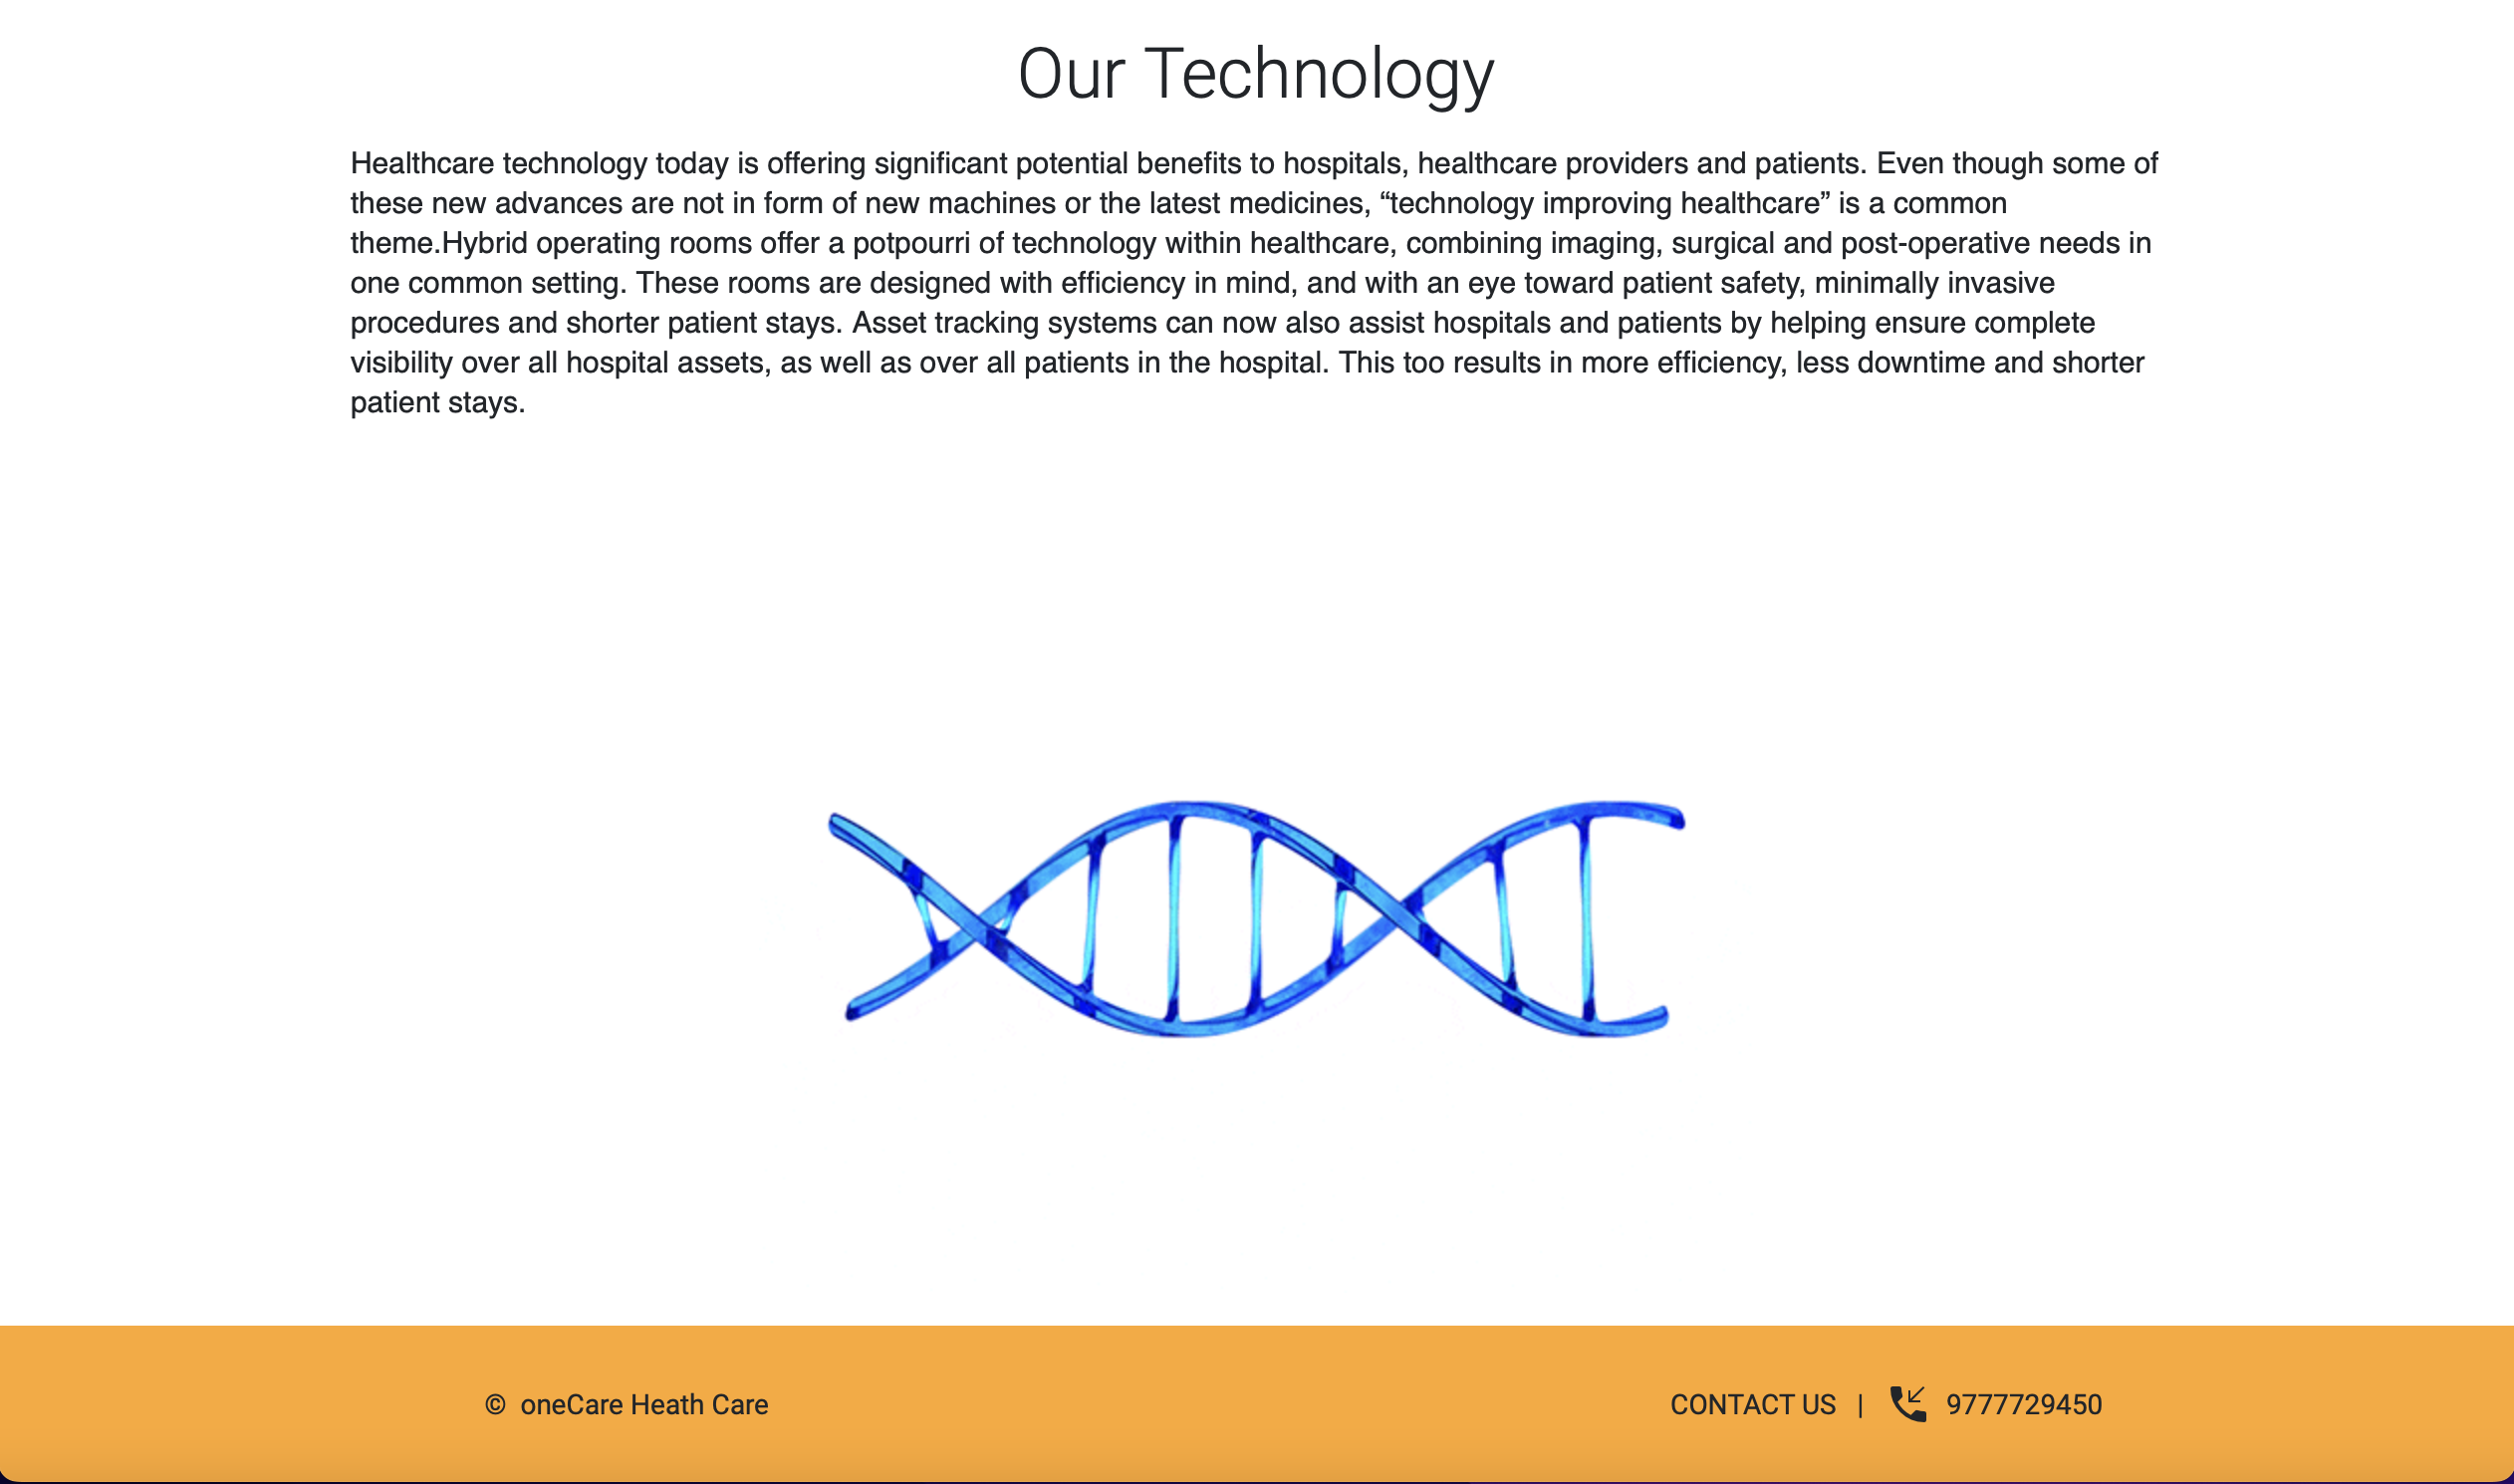 Our Technology
Healthcare technology today is offering significant potential benefits to hospitals, healthcare providers and patients. Even though some of
these new advances are not in form of new machines or the latest medicines, “technology improving healthcare” is a common
theme.Hybrid operating rooms offer a potpourri of technology within healthcare, combining imaging, surgical and post-operative needs in
one common setting. These rooms are designed with efficiency in mind, and with an eye toward patient safety, minimally invasive
procedures and shorter patient stays. Asset tracking systems can now also assist hospitals and patients by helping ensure complete
visibility over all hospital assets, as well as over all patients in the hospital. This too results in more efficiency, less downtime and shorter
patient stays.
© oneCare Heath Care
CONTACT US | 9777729450